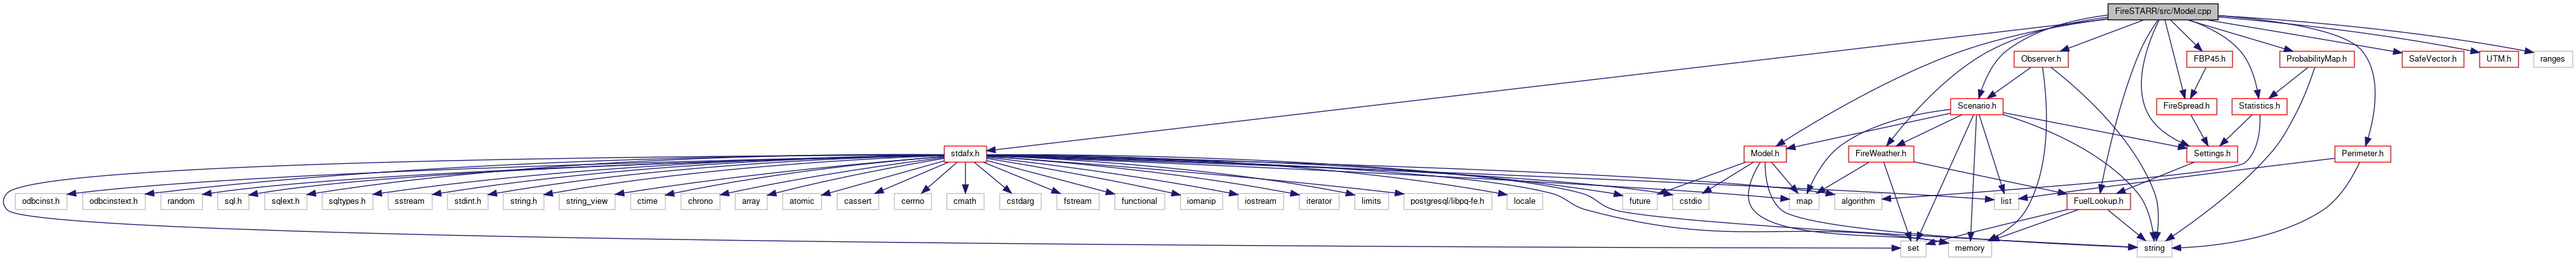 FireSTARR/src/Model.cpp
Observer.h
FBP45.h
ProbabilityMap.h
SafeVector.h
UTM.h
ranges
Scenario.h
FireSpread.h
Statistics.h
stdafx.h
Model.h
FireWeather.h
Settings.h
Perimeter.h
odbcinst.h
odbcinstext.h
random
sql.h
sqlext.h
sqltypes.h
sstream
stdint.h
string.h
string_view
ctime
chrono
array
atomic
cassert
cermo
cmath
cstdarg
fstream
functional
iomanip
iostream
iterator
limits
postgresql/libpq-fe.h
locale
future
cstdio
map
algorithm
list
FuelLookup.h
set
memory
string